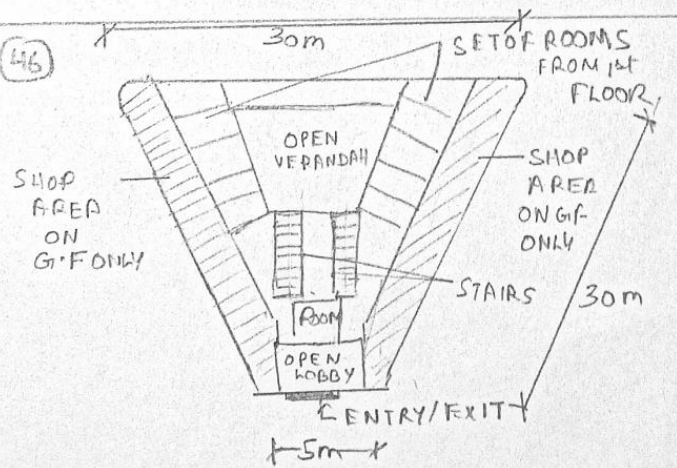 46
30m
SET OF ROOMS
FROM 1st
FLOOR
OPEN
VERANDAH
SHOP
AREA
ON
G.F ONLY
SHOP
AREA
ON GF
ONLY
STAIRS
30m
ROOM
OPEN
LOBBY
ENTRY/EXIT
5m